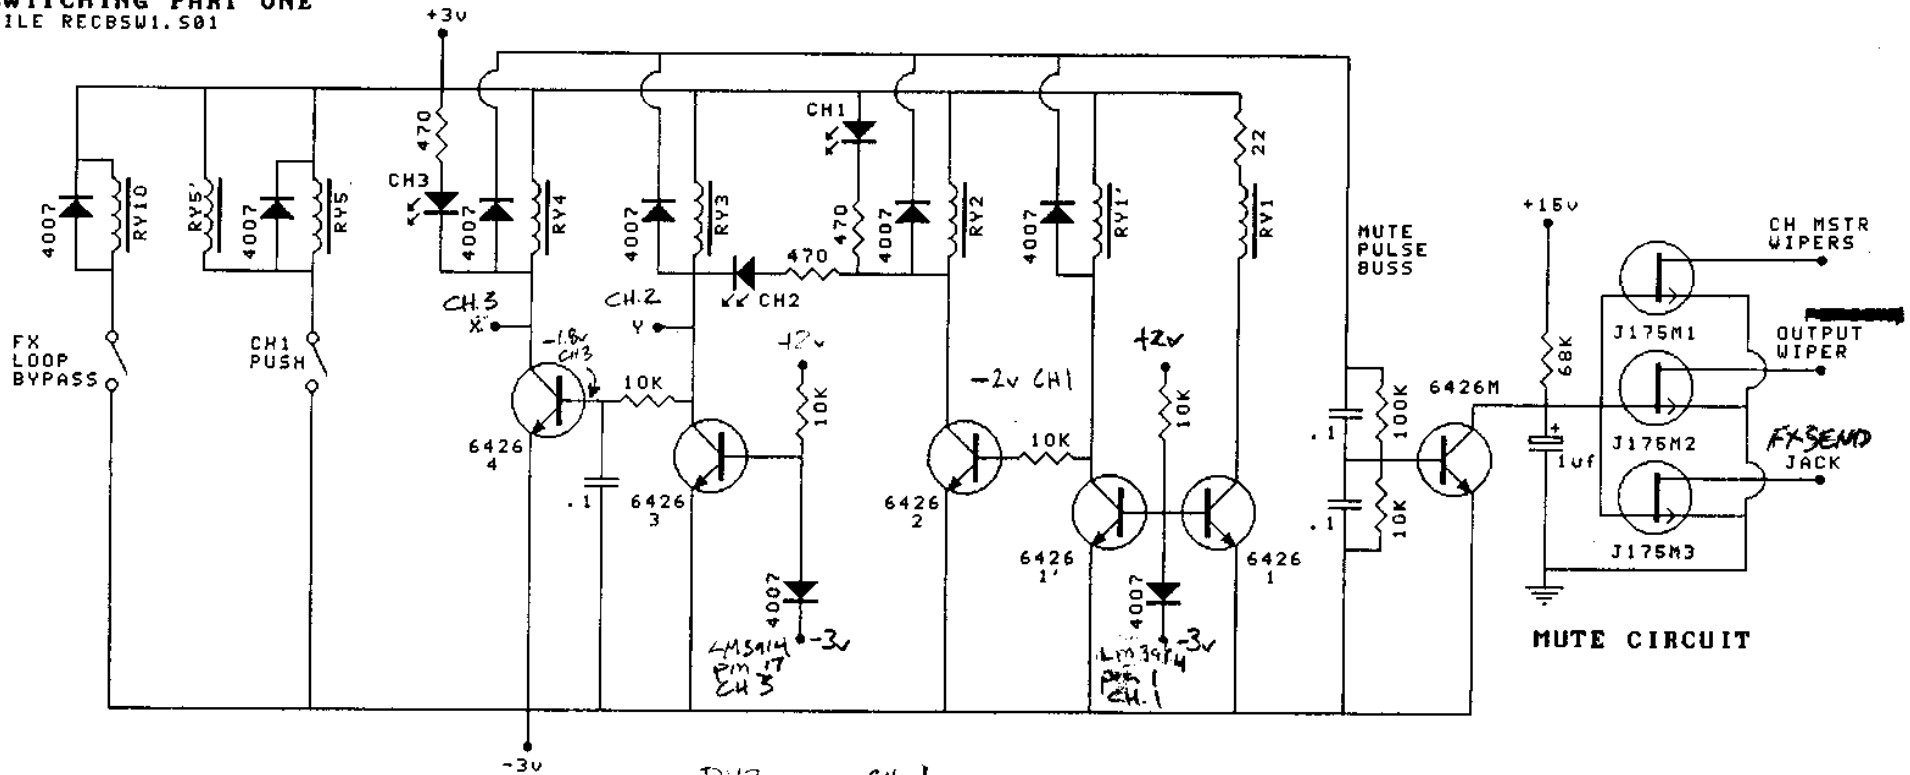 SWITCHING PART ONE
FILE RECBSW1.S01
+3v
470
CH3
4007
RY10
RY5'
4007
RY5
4007
RY4
4007
RY3
CH1
470
470
CH2
4007
RY2
4007
RY1'
22
RY1
MUTE
PULSE
BUSS
+15v
68K
CH MSTR
WIPERS
J175M1
OUTPUT
WIPER
J175M2
FX SEND
JACK
J175M3
FX
LOOP
BYPASS
CH1
PUSH
CH.3
X
-1.8v
CH3
CH.2
Y
10K
+2v
10K
-2v CH1
10K
+2v
10K
6426
4
.1
6426
3
6426
2
6426
1'
6426
1
4007
-3v
LM3914
pin 17
CH 3
4007
-3v
LM3914
pin 1
CH.1
.1
100K
.1
10K
6426M
+
1uf
MUTE CIRCUIT
-3v